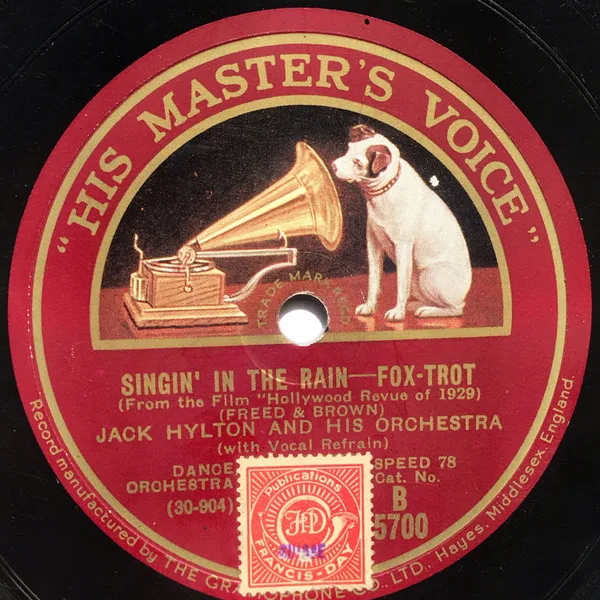 "HIS MASTER'S VOICE"
TRADE MARK REGD
SINGIN' IN THE RAIN—FOX-TROT
(From the Film "Hollywood Revue of 1929)
(FREED & BROWN)
JACK HYLTON AND HIS ORCHESTRA
(with Vocal Refrain)
DANCE SPEED 78
ORCHESTRA Cat. No.
(30-904) B
5700
Publications
FRANCIS-DAY
Record manufactured by THE GRAMOPHONE CO., LTD., Hayes, Middlesex, England.